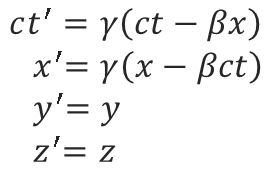 ct′ = γ(ct − βx)
x′= γ(x − βct)
y′= y
z′= z